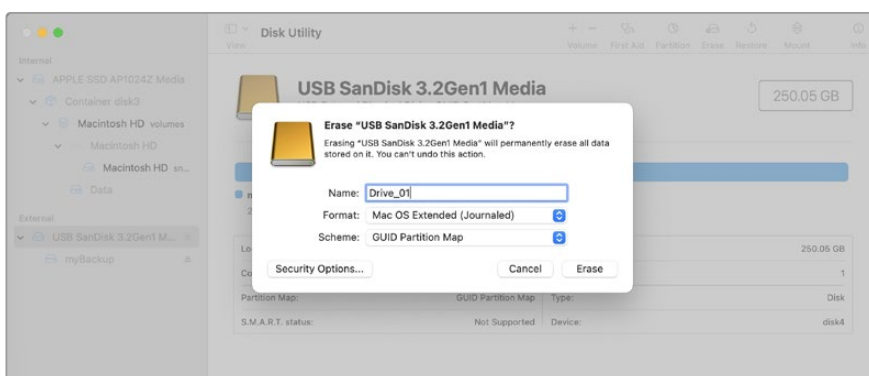 Disk Utility
View
Volume First Aid Partition Erase Restore Mount Info
Internal
APPLE SSD AP1024Z Media
Container disk3
Macintosh HD volumes
Macintosh HD
Macintosh HD sn...
Data
External
USB SanDisk 3.2Gen1 M...
myBackup
USB SanDisk 3.2Gen1 Media
250.05 GB
Erase “USB SanDisk 3.2Gen1 Media”?
Erasing “USB SanDisk 3.2Gen1 Media” will permanently erase all data
stored on it. You can’t undo this action.
Name: Drive_01
Format: Mac OS Extended (Journaled)
Scheme: GUID Partition Map
Security Options... Cancel Erase
250.05 GB
1
Partition Map: GUID Partition Map Type: Disk
S.M.A.R.T. status: Not Supported Device: disk4